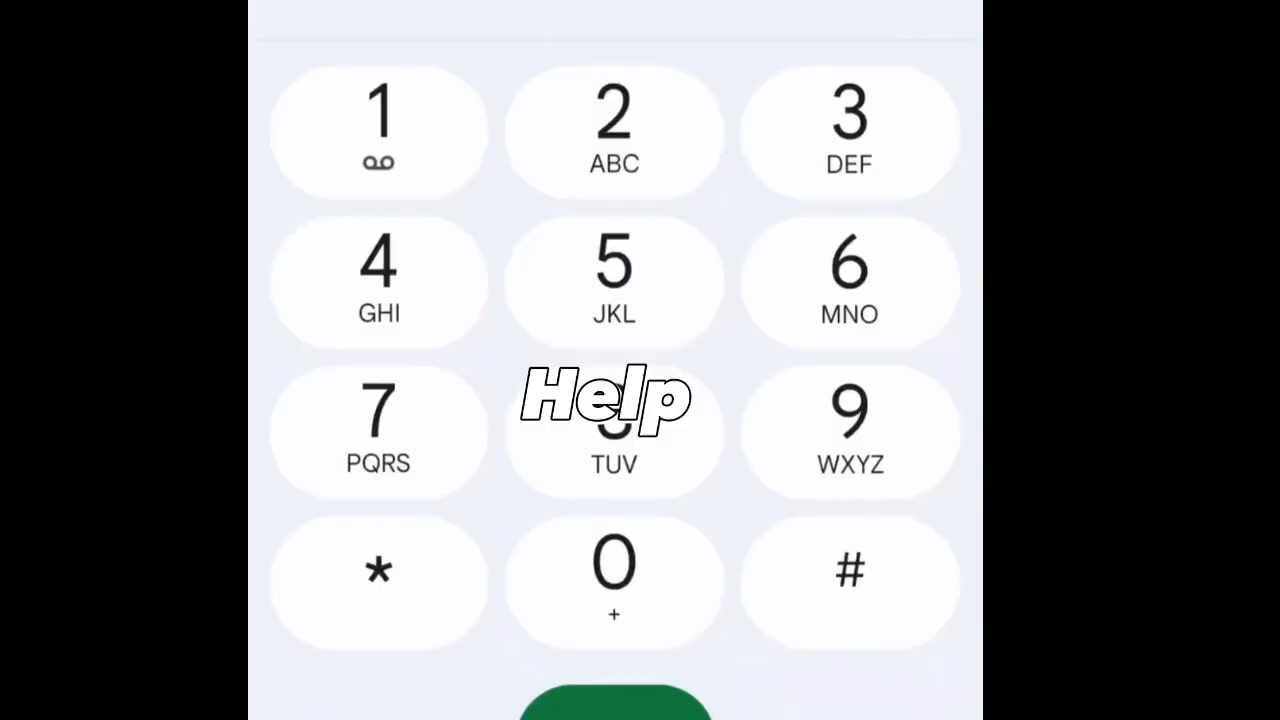 1 2 3
ABC DEF
4 5 6
GHI JKL MNO
7 Help 9
PQRS TUV WXYZ
* 0 #
+